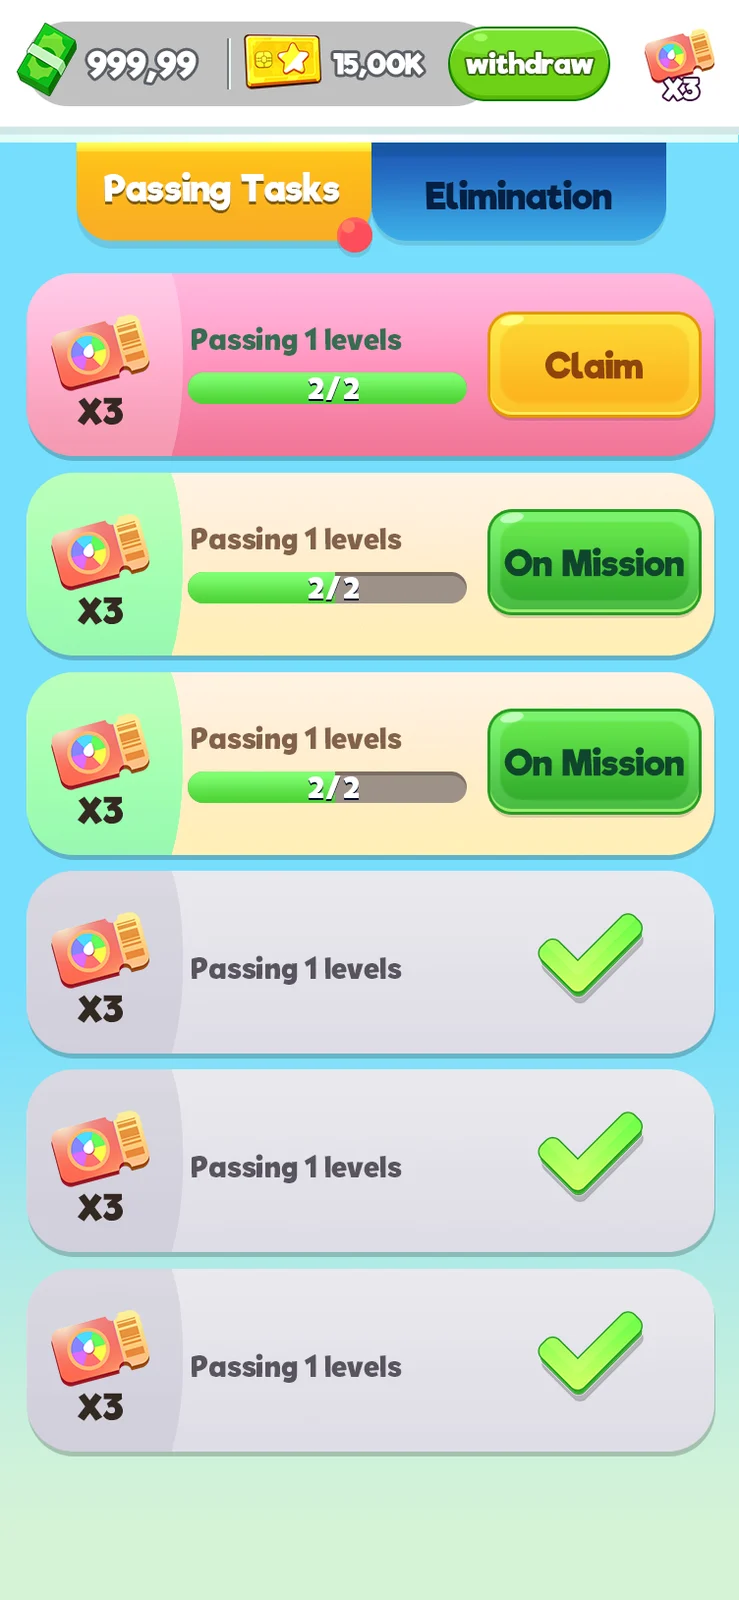 999,99
15,00K
withdraw
X3
Passing Tasks
Elimination
Passing 1 levels
2/2
X3
Claim
Passing 1 levels
2/2
X3
On Mission
Passing 1 levels
2/2
X3
On Mission
Passing 1 levels
X3
Passing 1 levels
X3
Passing 1 levels
X3